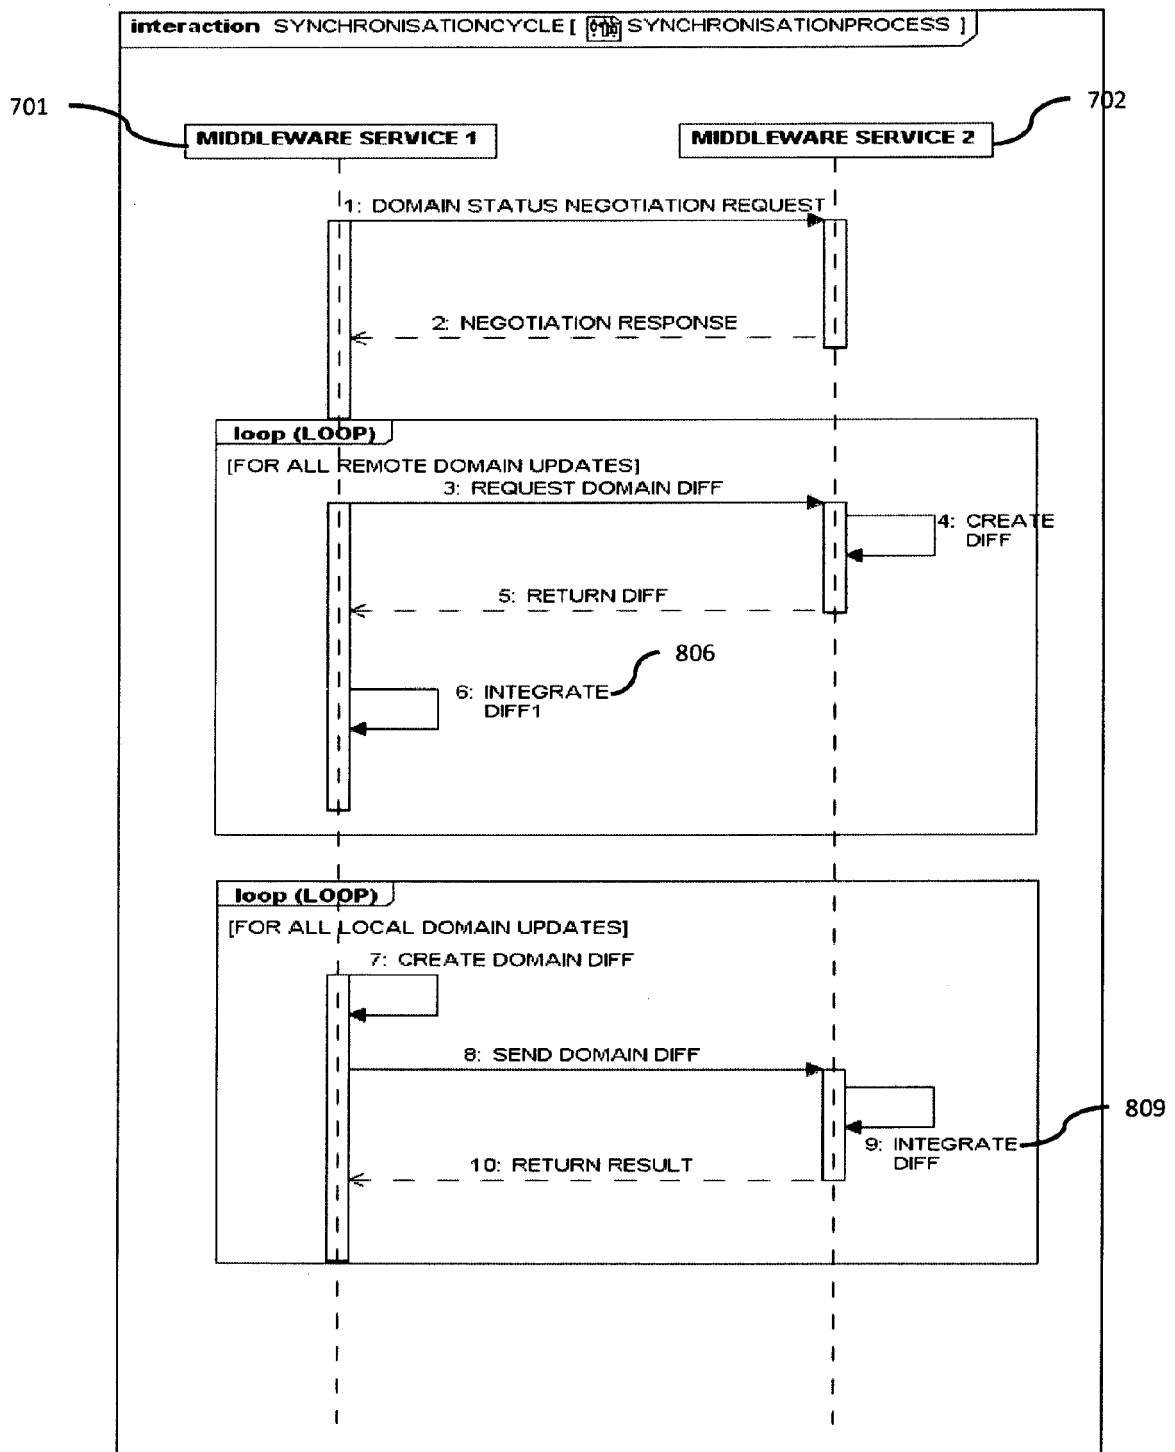 interaction SYNCHRONISATIONCYCLE [ SYNCHRONISATIONPROCESS ]
701
702
MIDDLEWARE SERVICE 1
MIDDLEWARE SERVICE 2
1: DOMAIN STATUS NEGOTIATION REQUEST
2: NEGOTIATION RESPONSE
loop (LOOP)
[FOR ALL REMOTE DOMAIN UPDATES]
3: REQUEST DOMAIN DIFF
4: CREATE
DIFF
5: RETURN DIFF
806
6: INTEGRATE
DIFF1
loop (LOOP)
[FOR ALL LOCAL DOMAIN UPDATES]
7: CREATE DOMAIN DIFF
8: SEND DOMAIN DIFF
809
9: INTEGRATE
DIFF
10: RETURN RESULT